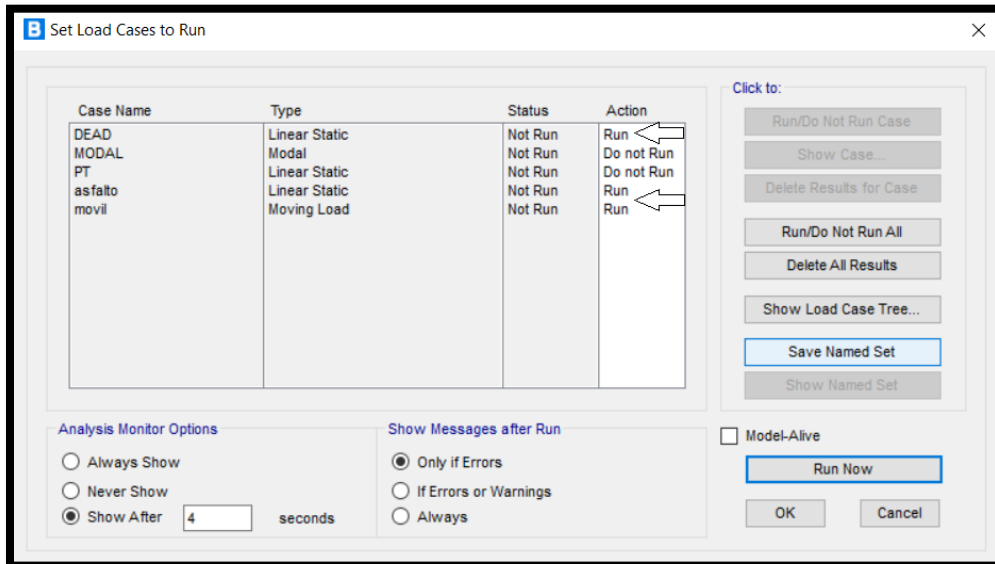 B Set Load Cases to Run
Click to:
Case Name Type Status Action
DEAD Linear Static Not Run Run
MODAL Modal Not Run Do not Run
PT Linear Static Not Run Do not Run
asfalto Linear Static Not Run Run
movil Moving Load Not Run Run
Run/Do Not Run Case
Show Case...
Delete Results for Case
Run/Do Not Run All
Delete All Results
Show Load Case Tree...
Save Named Set
Show Named Set
Analysis Monitor Options
Always Show
Never Show
Show After 4 seconds
Show Messages after Run
Only if Errors
If Errors or Warnings
Always
Model-Alive
Run Now
OK Cancel